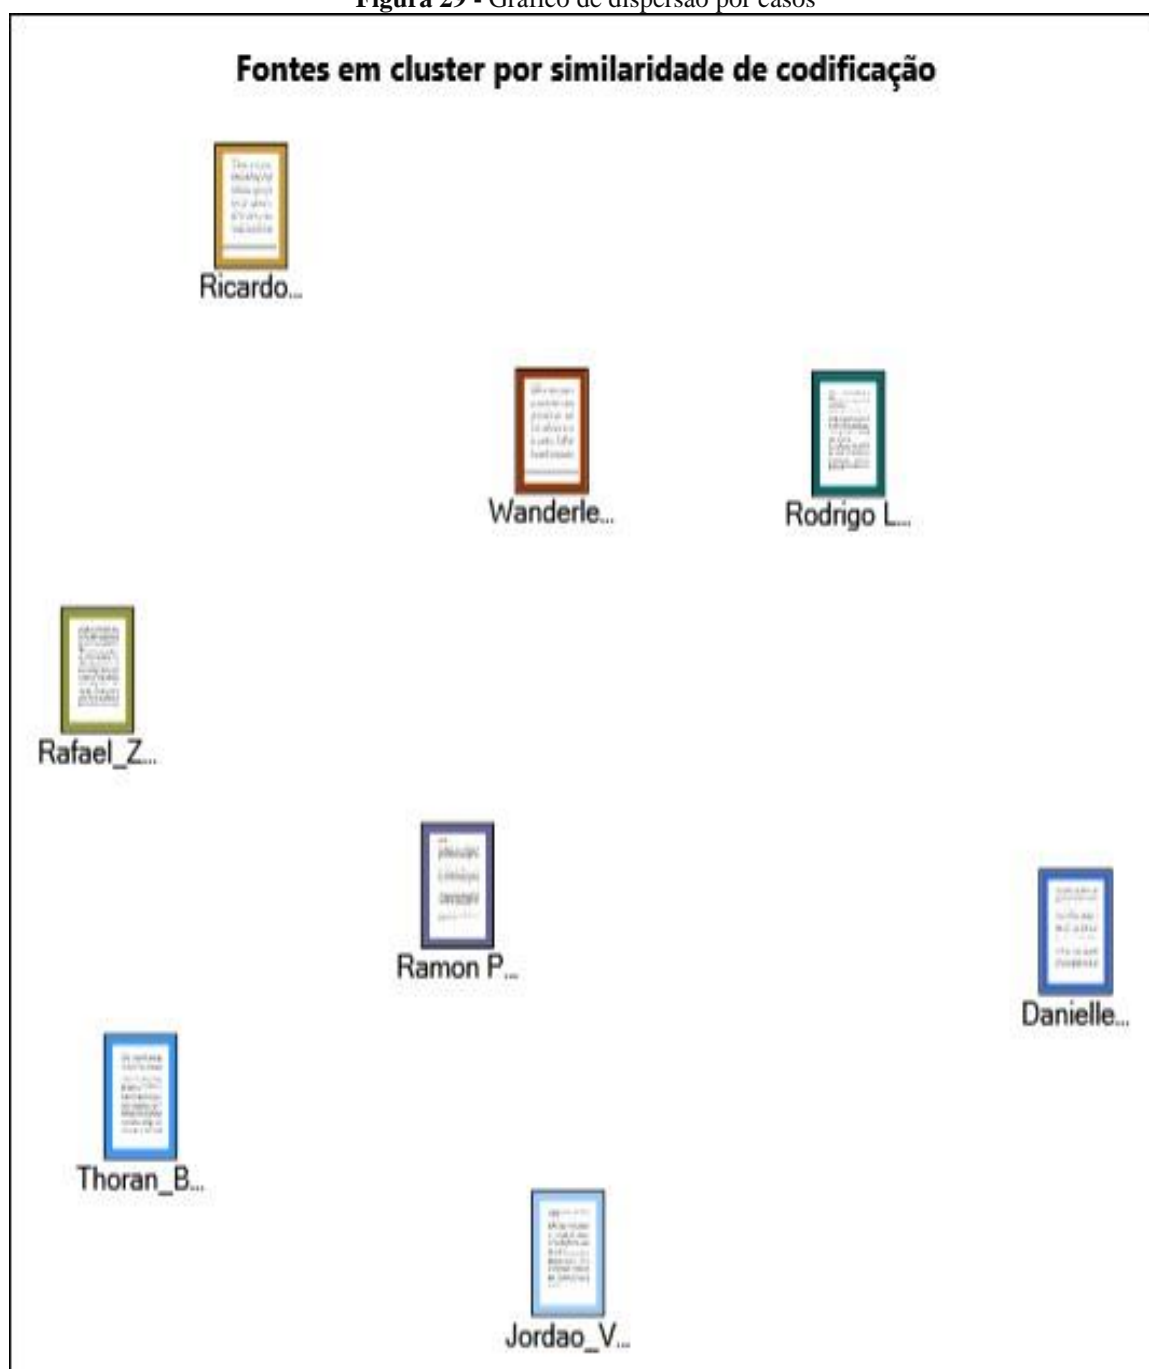 Figura 29 - Gráfico de dispersão por casos
Fontes em cluster por similaridade de codificação
Ricardo...
Wanderle...
Rodrigo L...
Rafael_Z...
Ramon P...
Danielle...
Thoran_B...
Jordao_V...